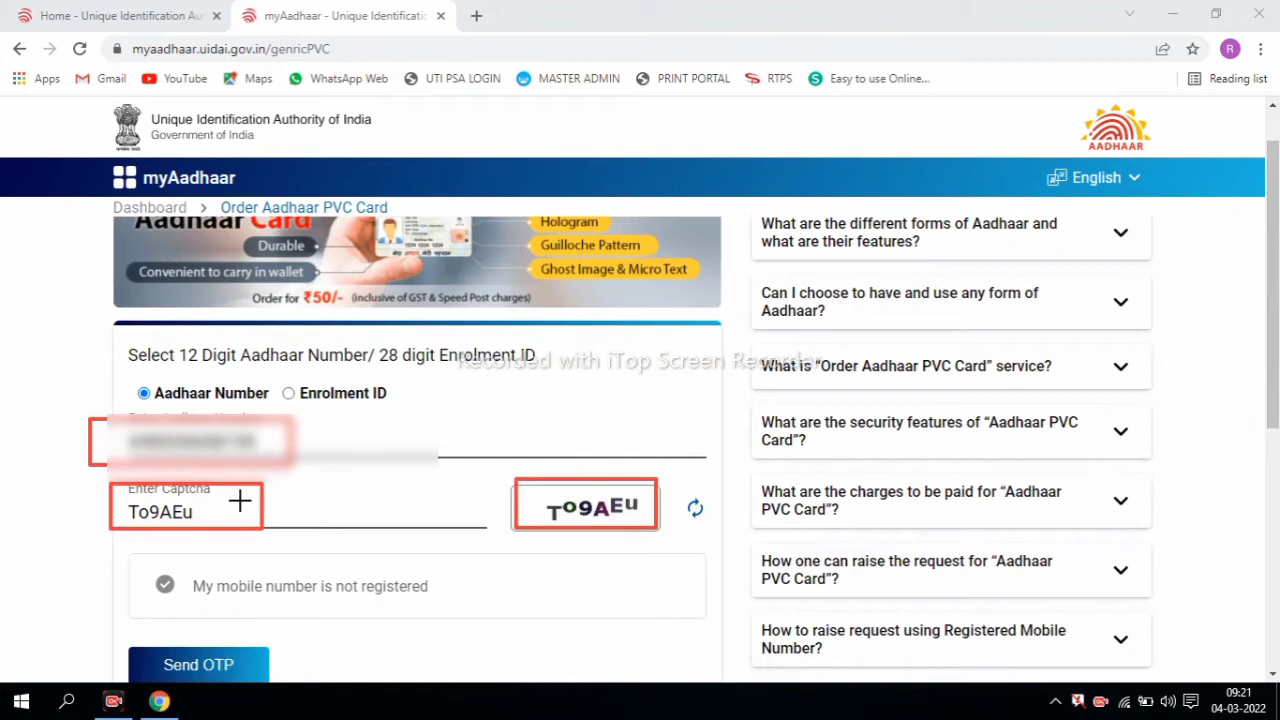 Home - Unique Identification Au
myAadhaar - Unique Identificatic
myaadhaar.uidai.gov.in/genricPVC
R
Apps
Gmail
YouTube
Maps
WhatsApp Web
UTI PSA LOGIN
MASTER ADMIN
PRINT PORTAL
RTPS
Easy to use Online...
Reading list
Unique Identification Authority of India
Government of India
AADHAAR
myAadhaar
English
Dashboard > Order Aadhaar PVC Card
Aadhaar Card
Durable
Convenient to carry in wallet
Hologram
Guilloche Pattern
Ghost Image & Micro Text
Order for ₹50/- (inclusive of GST & Speed Post charges)
Select 12 Digit Aadhaar Number/ 28 digit Enrolment ID
Recorded with iTop Screen Recorder
Aadhaar Number
Enrolment ID
Enter Captcha
To9AEu
To9AEu
My mobile number is not registered
Send OTP
What are the different forms of Aadhaar and
what are their features?
Can I choose to have and use any form of
Aadhaar?
What is “Order Aadhaar PVC Card” service?
What are the security features of “Aadhaar PVC
Card”?
What are the charges to be paid for “Aadhaar
PVC Card”?
How one can raise the request for “Aadhaar
PVC Card”?
How to raise request using Registered Mobile
Number?
09:21
04-03-2022